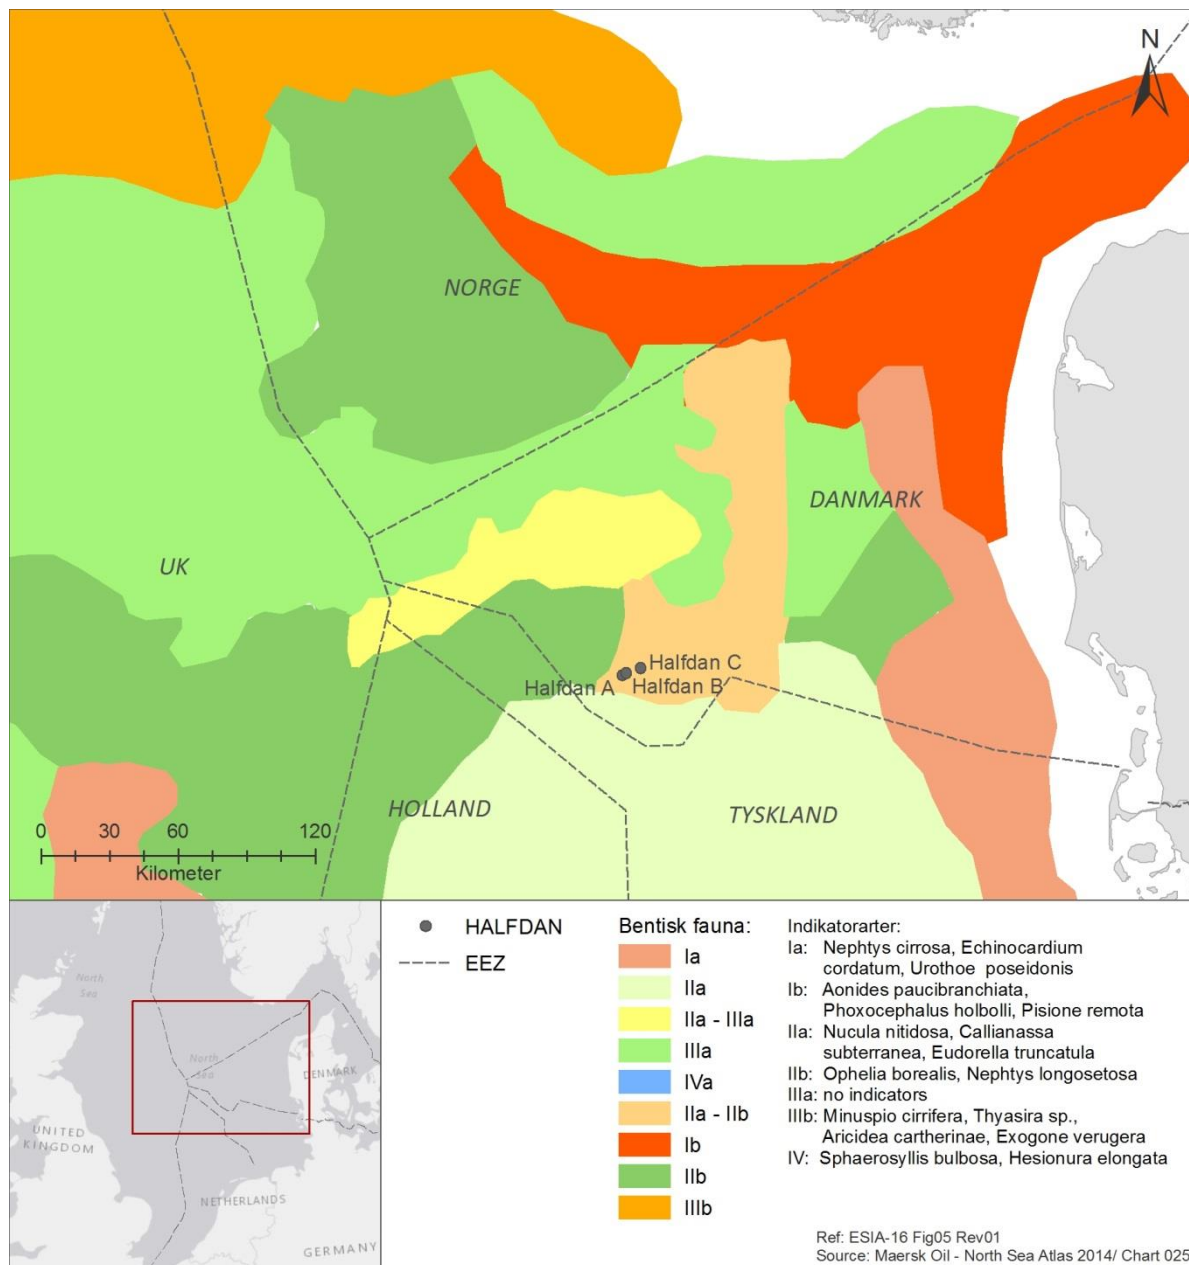 N
NORGE
DANMARK
UK
Halfdan C
Halfdan A
Halfdan B
HOLLAND
TYSKLAND
0 30 60 120
Kilometer
North
Sea
North
Sea
DENMARK
UNITED
KINGDOM
NETHERLANDS
GERMANY
HALFDAN
EEZ
Bentisk fauna:
Ia
IIa
IIa - IIIa
IIIa
IVa
IIa - IIb
Ib
IIb
IIIb
Indikatorarter:
Ia: Nephtys cirrosa, Echinocardium
cordatum, Urothoe poseidonis
Ib: Aonides paucibranchiata,
Phoxocephalus holbolli, Pisione remota
IIa: Nucula nitidosa, Callianassa
subterranea, Eudorella truncatula
IIb: Ophelia borealis, Nephtys longosetosa
IIIa: no indicators
IIIb: Minuspio cirrifera, Thyasira sp.,
Aricidea cartherinae, Exogone verugera
IV: Sphaerosyllis bulbosa, Hesionura elongata
Ref: ESIA-16 Fig05 Rev01
Source: Maersk Oil - North Sea Atlas 2014/ Chart 025